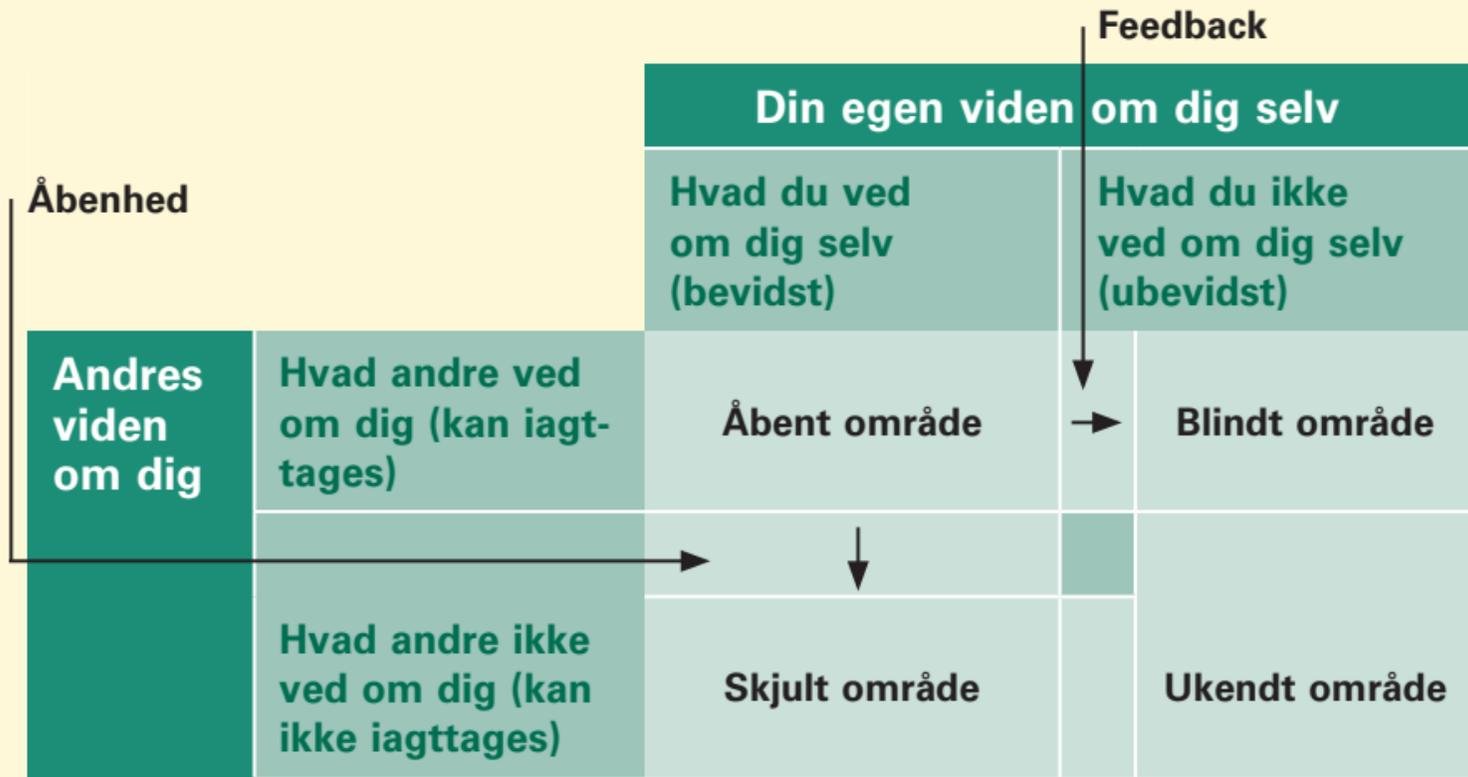 Feedback
Din egen viden om dig selv
Åbenhed
Hvad du ved
om dig selv
(bevidst)
Hvad du ikke
ved om dig selv
(ubevidst)
Andres
viden
om dig
Hvad andre ved
om dig (kan iagt-
tages)
Åbent område
Blindt område
Hvad andre ikke
ved om dig (kan
ikke iagttages)
Skjult område
Ukendt område